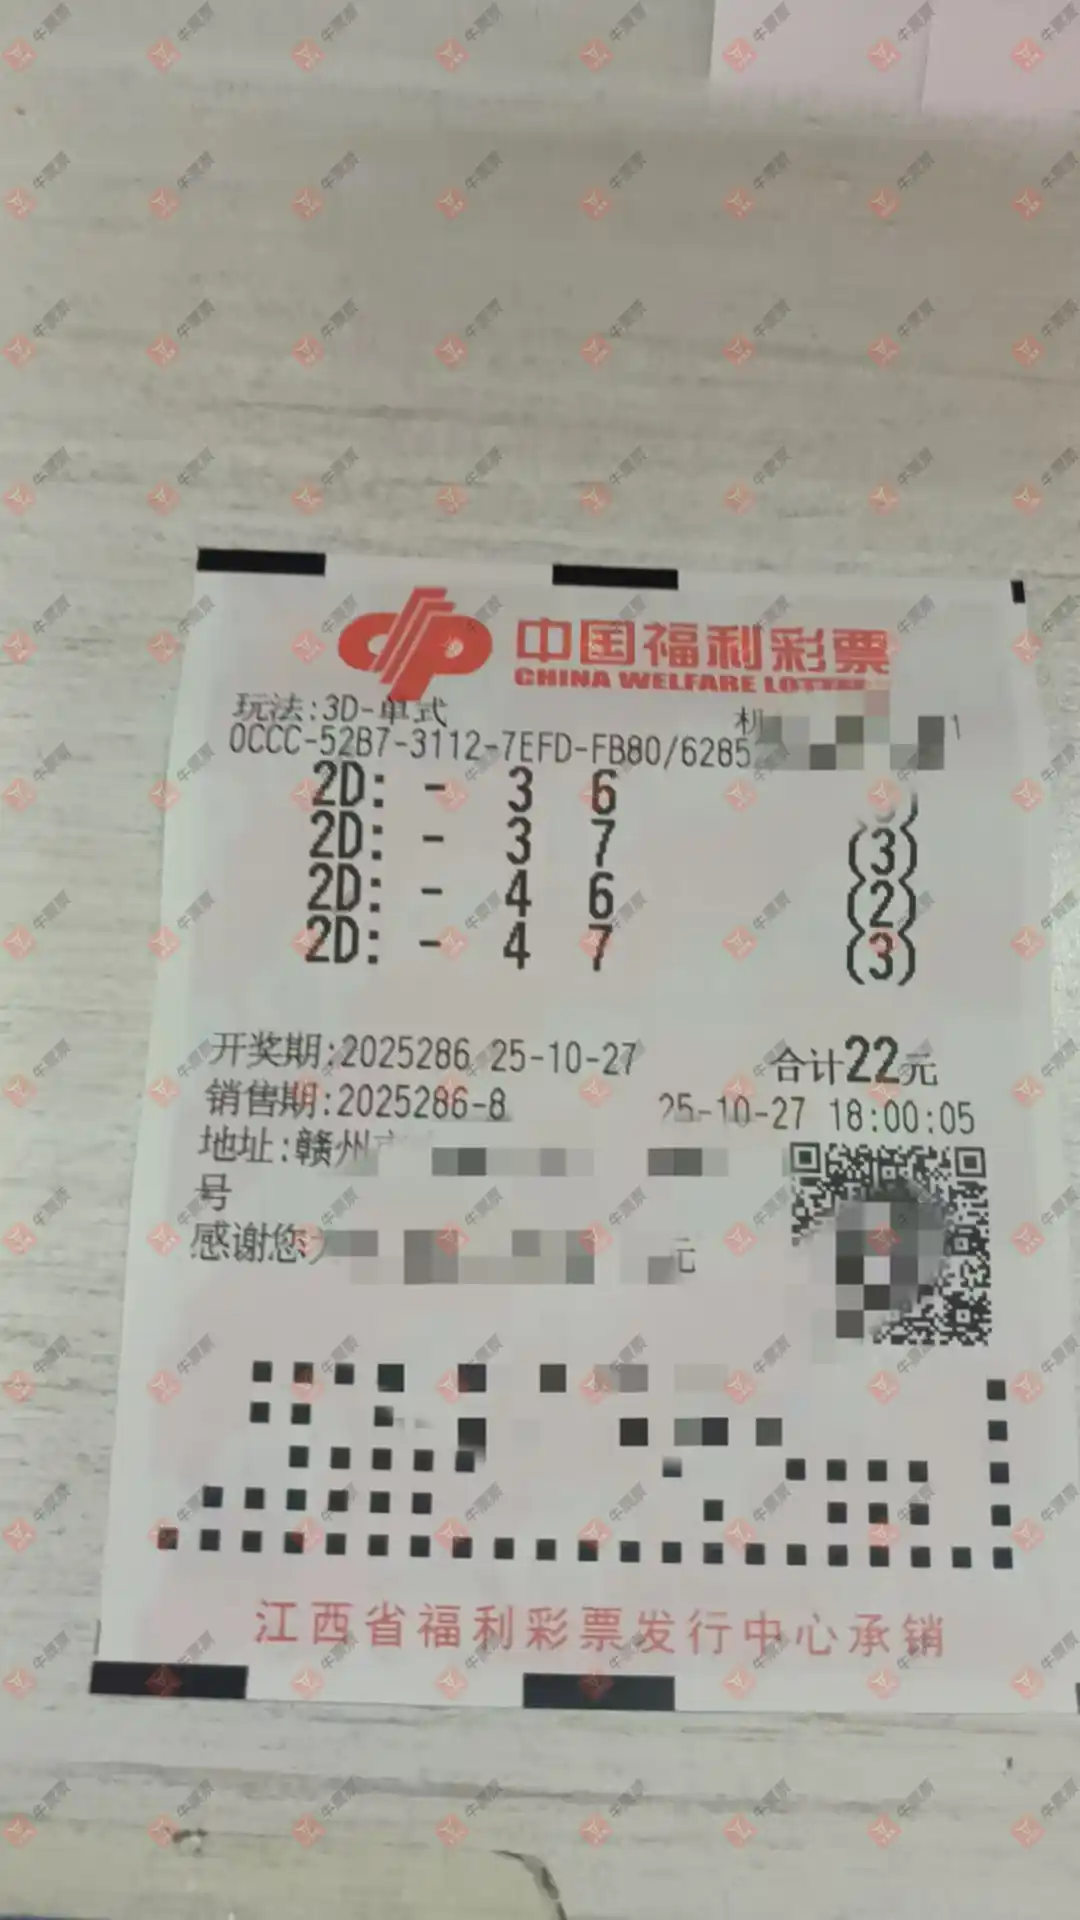 中国福利彩票
CHINA WELFARE LOTTERY
玩法:3D-单式
0CCC-52B7-3112-7EFD-FB80/6285
2D: - 3 6
2D: - 3 7 (3)
2D: - 4 6 (2)
2D: - 4 7 (3)
开奖期:2025286 25-10-27 合计22元
销售期:2025286-8 25-10-27 18:00:05
地址:赣州
号
感谢您 元
江西省福利彩票发行中心承销
牛票票